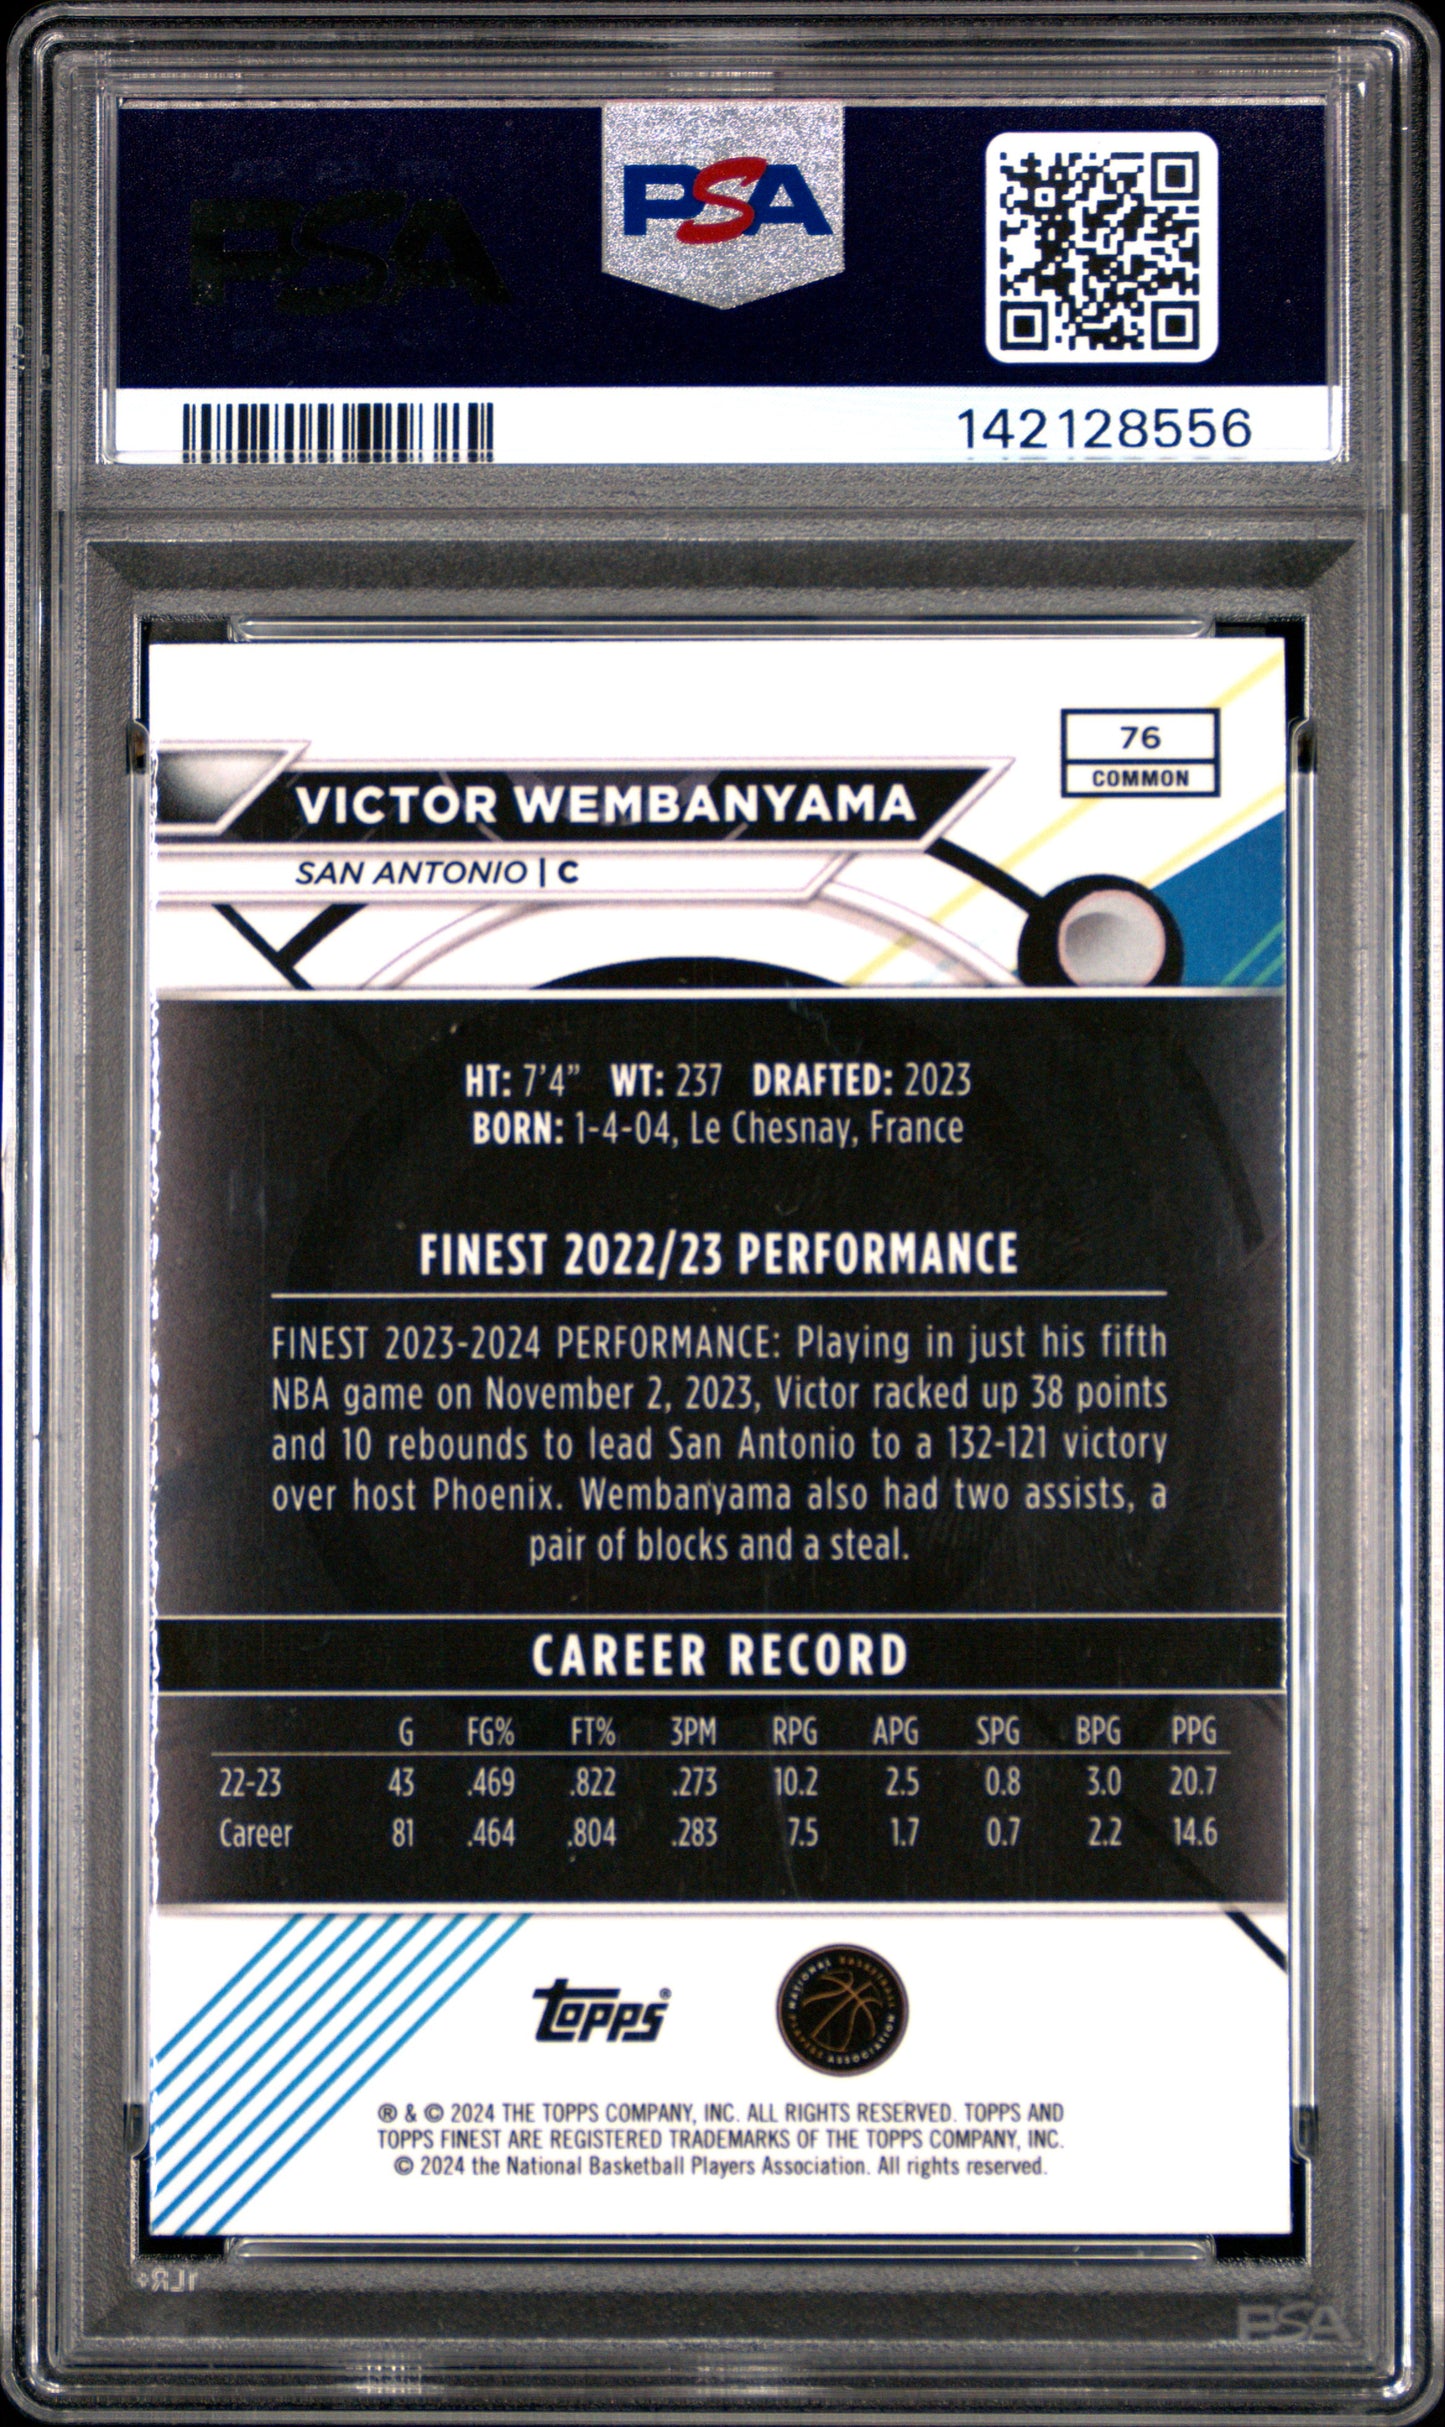 PSA
PSA
142128556
76
COMMON
VICTOR WEMBANYAMA
SAN ANTONIO | C
HT: 7'4" WT: 237 DRAFTED: 2023
BORN: 1-4-04, Le Chesnay, France
FINEST 2022/23 PERFORMANCE
FINEST 2023-2024 PERFORMANCE: Playing in just his fifth
NBA game on November 2, 2023, Victor racked up 38 points
and 10 rebounds to lead San Antonio to a 132-121 victory
over host Phoenix. Wembanyama also had two assists, a
pair of blocks and a steal.
CAREER RECORD
G FG% FT% 3PM RPG APG SPG BPG PPG
22-23 43 .469 .822 .273 10.2 2.5 0.8 3.0 20.7
Career 81 .464 .804 .283 7.5 1.7 0.7 2.2 14.6
topps®
NATIONAL BASKETBALL
PLAYERS ASSOCIATION
® & © 2024 THE TOPPS COMPANY, INC. ALL RIGHTS RESERVED. TOPPS AND
TOPPS FINEST ARE REGISTERED TRADEMARKS OF THE TOPPS COMPANY, INC.
© 2024 the National Basketball Players Association. All rights reserved.
PSA